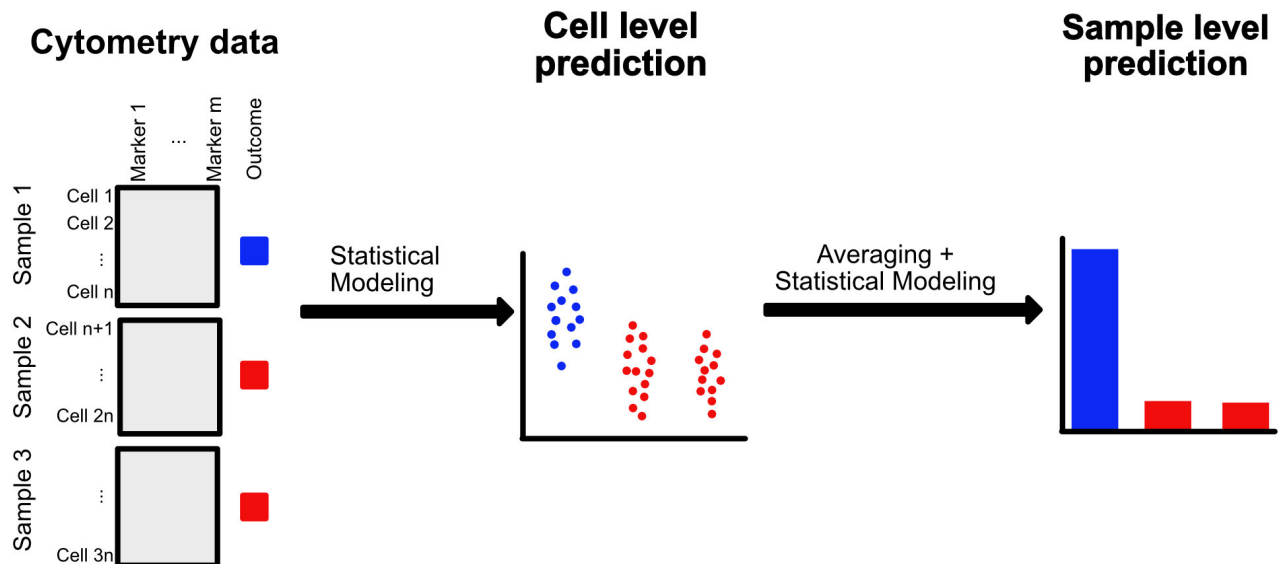 Cytometry data
Cell level
prediction
Sample level
prediction
Marker 1
...
Marker m
Outcome
Sample 1
Cell 1
Cell 2
...
Cell n
Sample 2
Cell n+1
...
Cell 2n
Sample 3
...
Cell 3n
Statistical
Modeling
Averaging +
Statistical Modeling